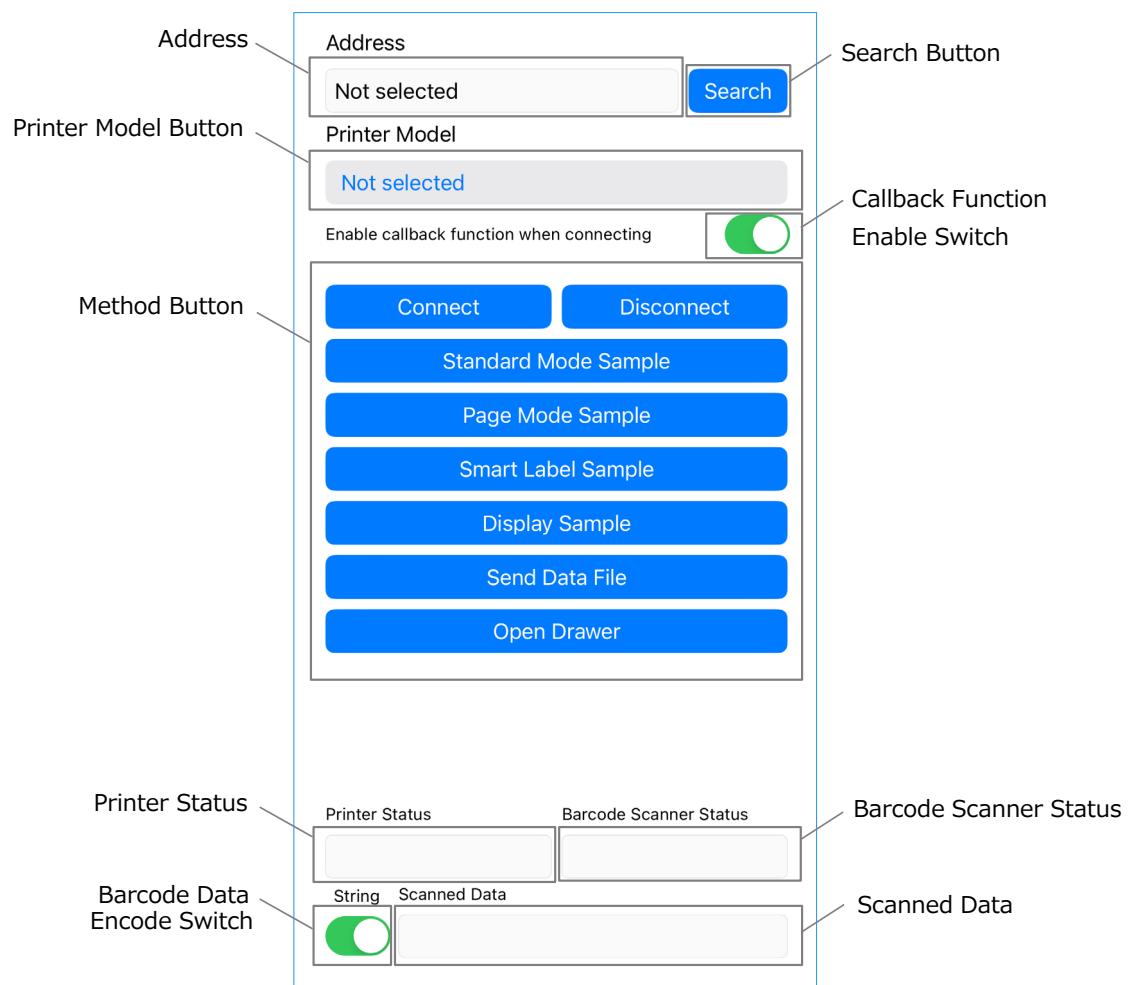 Address
Address
Search Button
Not selected
Search
Printer Model Button
Printer Model
Not selected
Callback Function
Enable Switch
Enable callback function when connecting
Method Button
Connect
Disconnect
Standard Mode Sample
Page Mode Sample
Smart Label Sample
Display Sample
Send Data File
Open Drawer
Printer Status
Printer Status
Barcode Scanner Status
Barcode Scanner Status
Barcode Data
Encode Switch
String
Scanned Data
Scanned Data